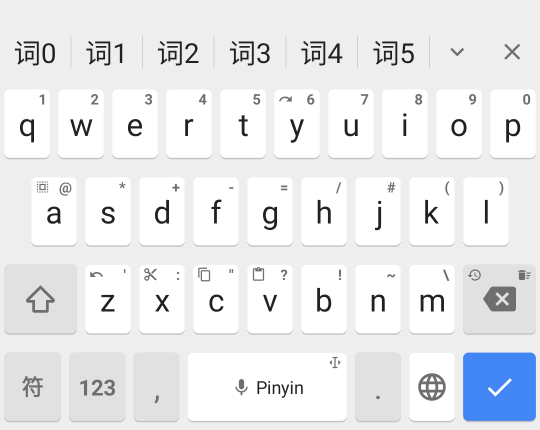 词0 词1 词2 词3 词4 词5
1 2 3 4 5 6 7 8 9 0
q w e r t y u i o p
@ * + - = / # ( )
a s d f g h j k l
' : " ? ! ~ \
z x c v b n m
符 123 , Pinyin .